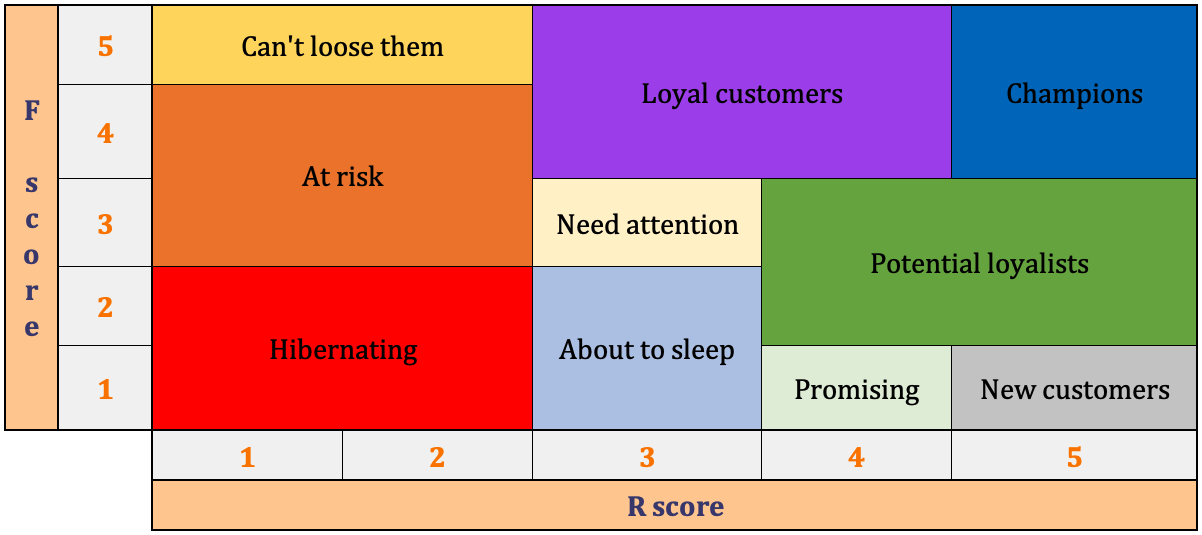 F score
5
Can't loose them
Loyal customers
Champions
4
At risk
3
Need attention
Potential loyalists
2
Hibernating
About to sleep
1
Promising
New customers
1
2
3
4
5
R score